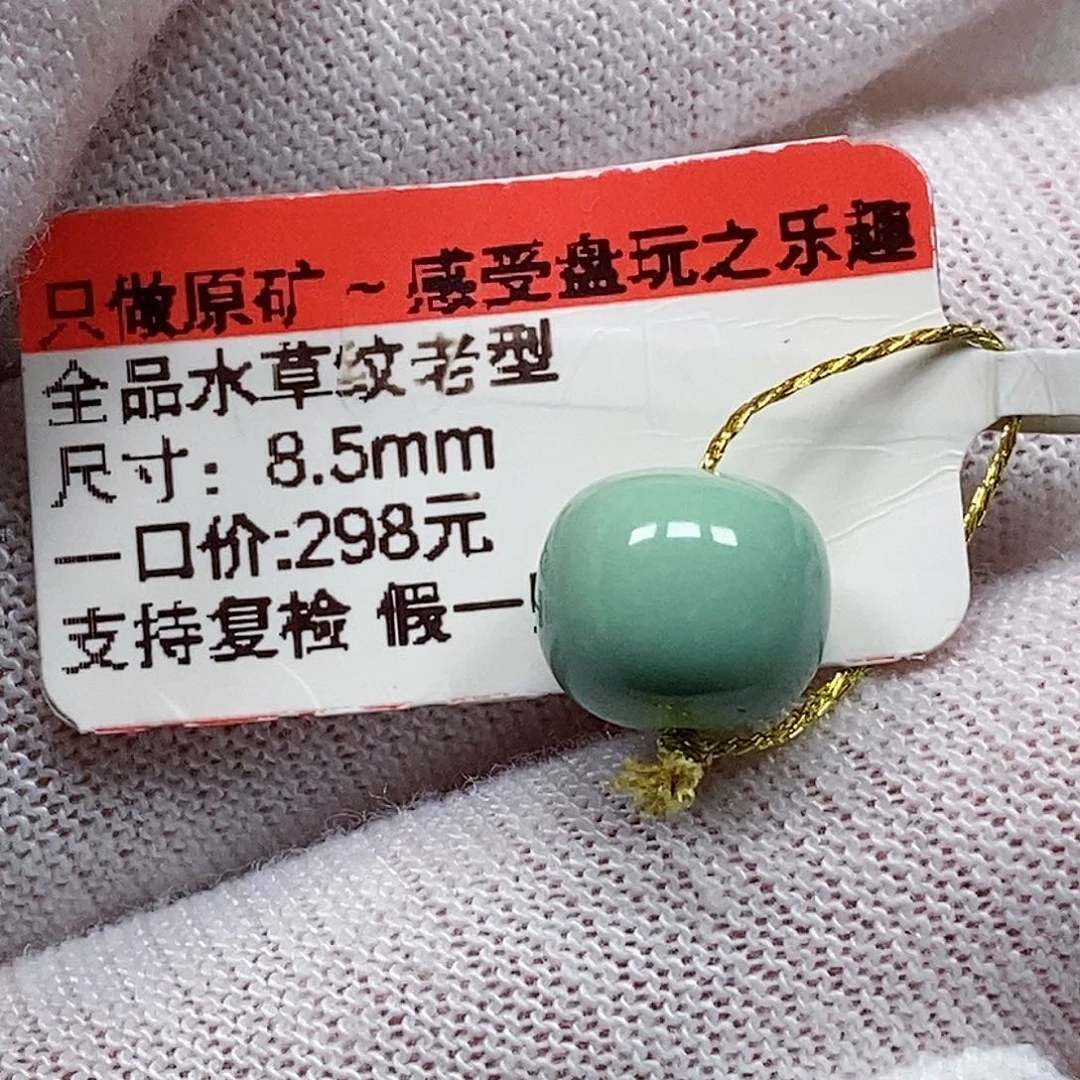 只做原矿～感受盘玩之乐趣
全品水草纹老型
尺寸：8.5mm
一口价:298元
支持复检 假一